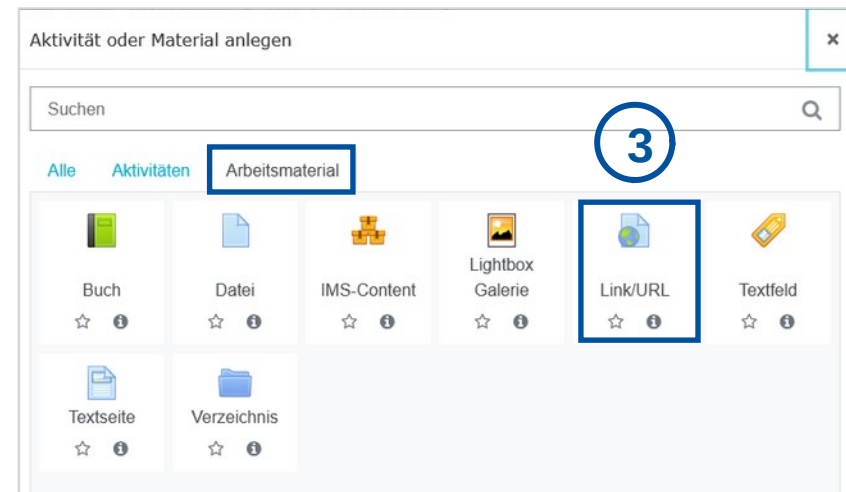 Aktivität oder Material anlegen
Suchen
3
Alle Aktivitäten Arbeitsmaterial
Buch Datei IMS-Content Lightbox Galerie Link/URL Textfeld
Textseite Verzeichnis